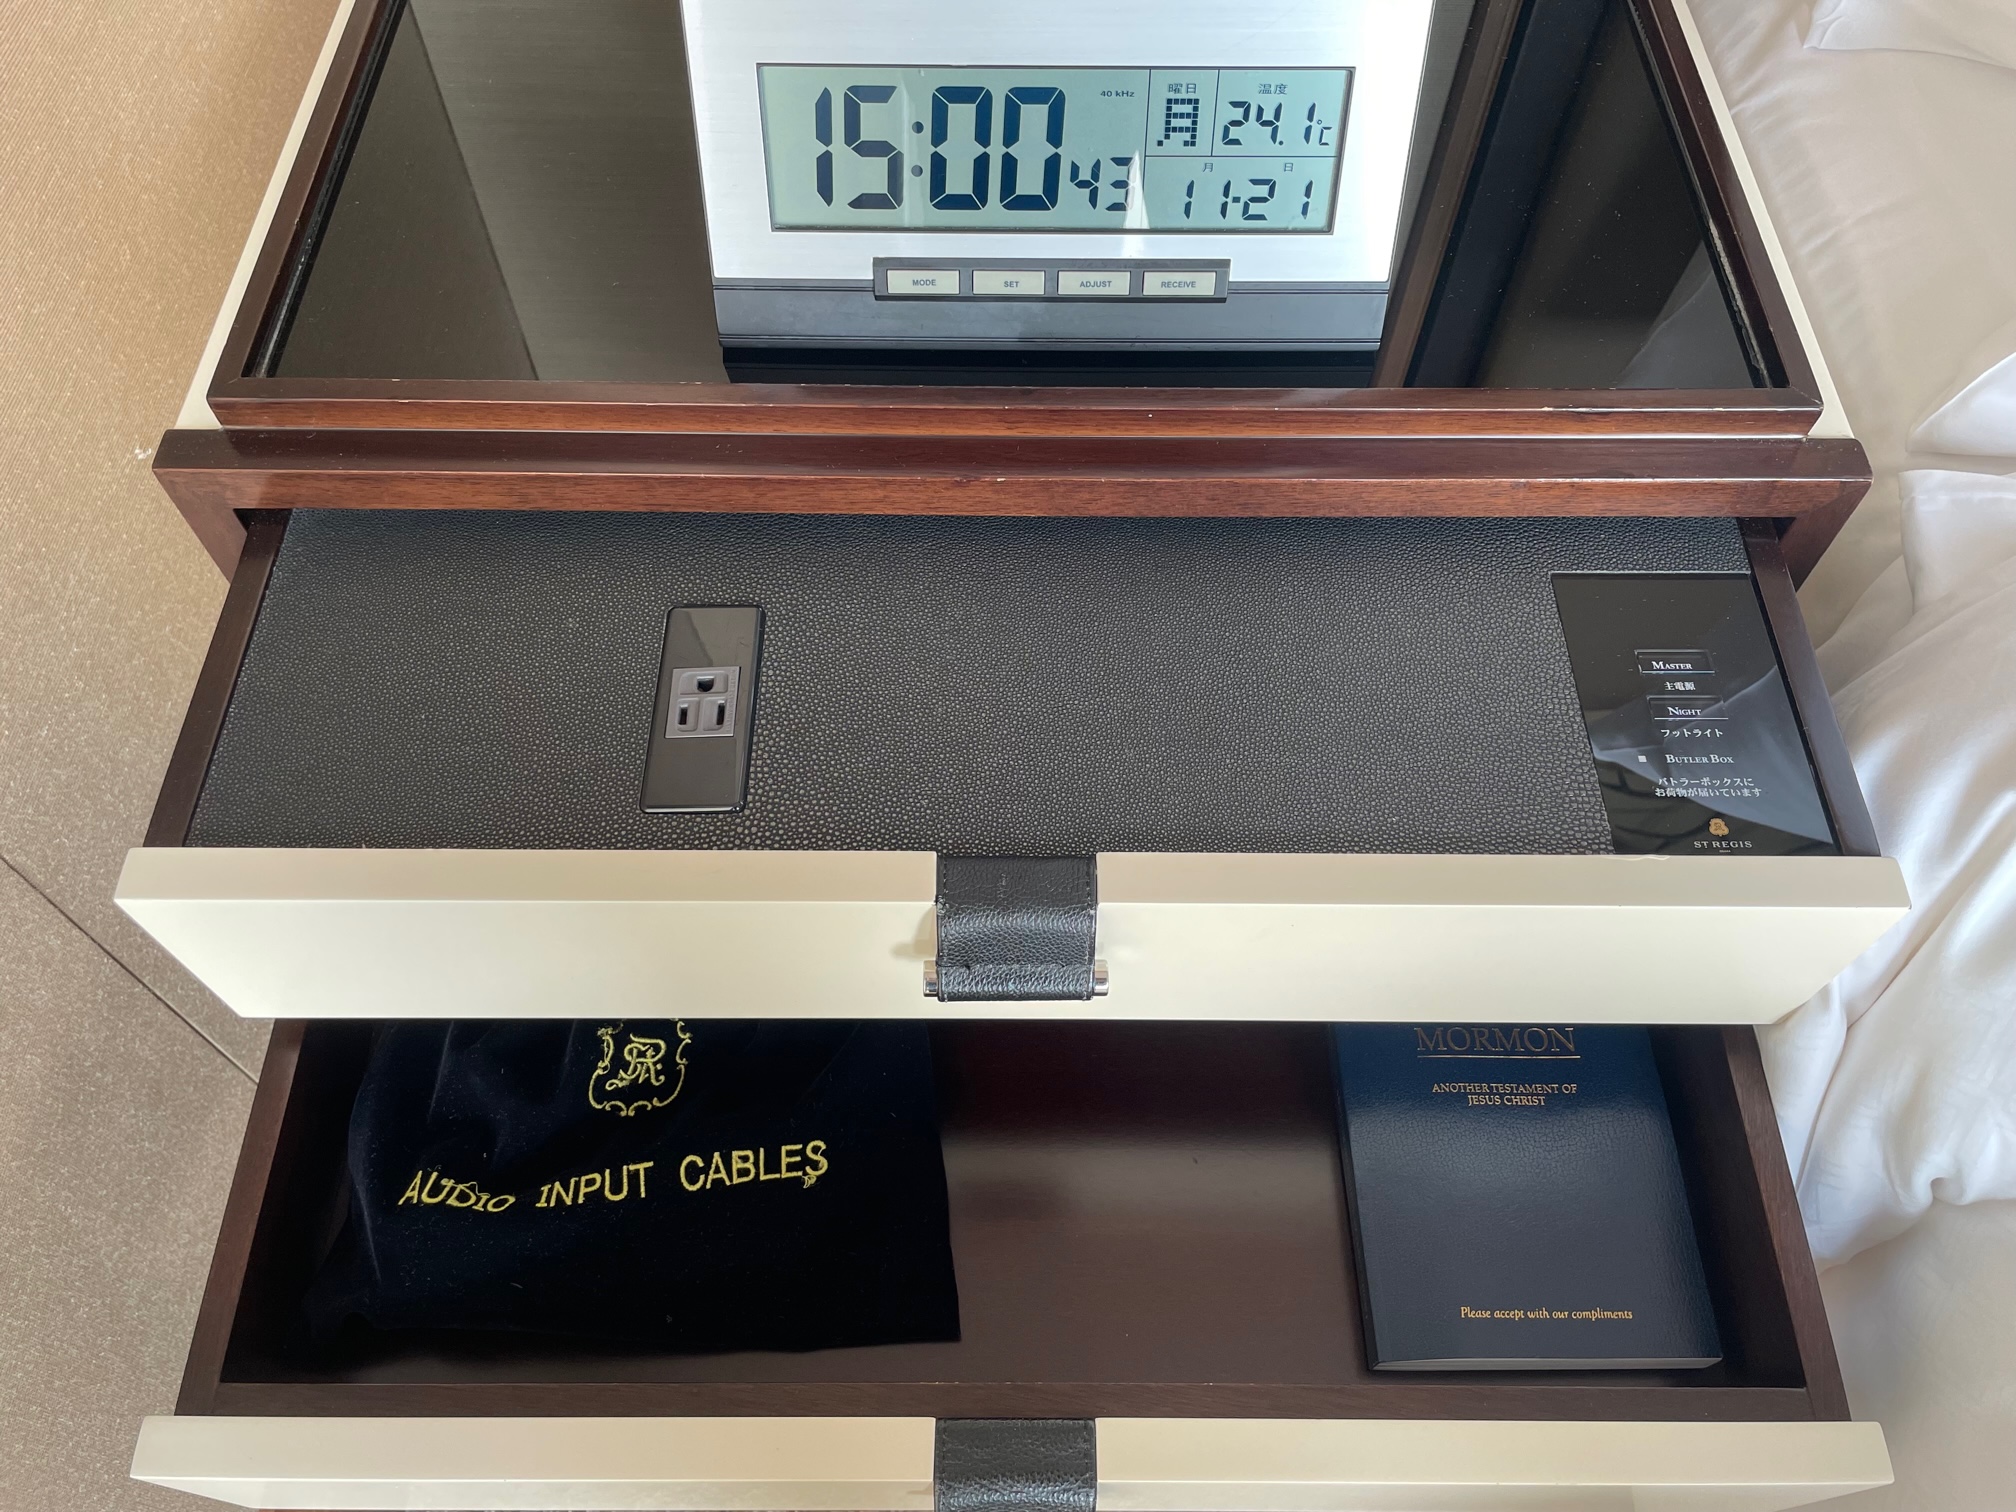 15:00 43
40 kHz
曜日
月
温度
24.1℃
月 日
11-21
MODE SET ADJUST RECEIVE
MASTER
主電源
NIGHT
フットライト
BUTLER BOX
バトラーボックスに
お荷物が届いています
ST REGIS
SR
AUDIO INPUT CABLES
MORMON
ANOTHER TESTAMENT OF
JESUS CHRIST
Please accept with our compliments